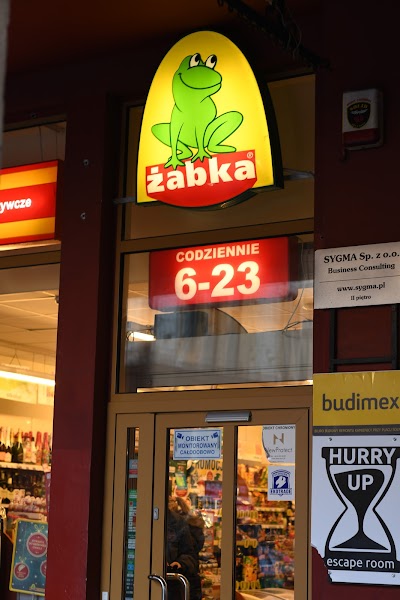 żabka®
CODZIENNIE
6-23
ywcze
SYGMA Sp. z o.o.
Business Consulting
www.sygma.pl
II piętro
budimex
HURRY
UP
escape room
OBIEKT
MONITOROWANY
CAŁODOBOWO
N
NewProtect